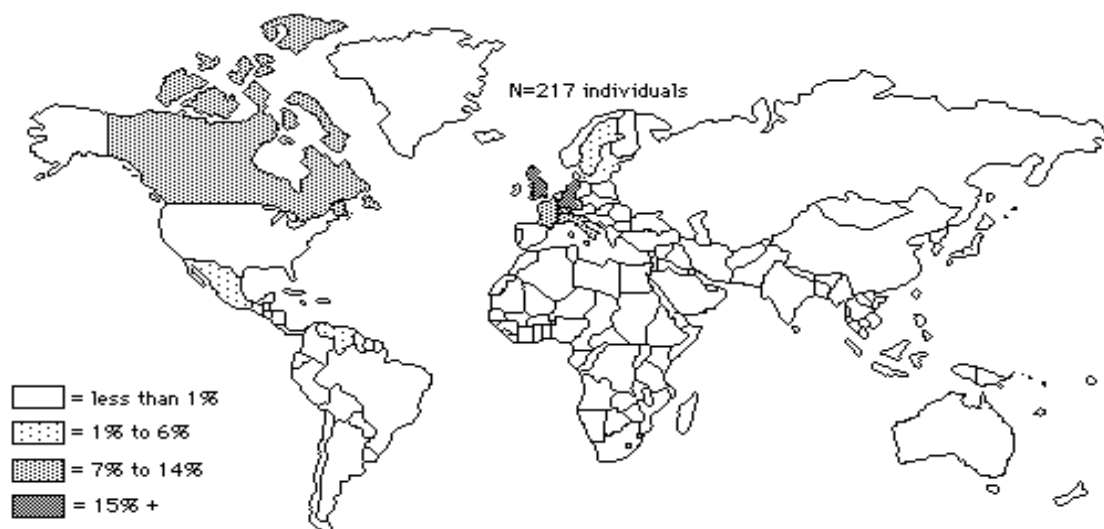 N=217 individuals
= less than 1%
= 1% to 6%
= 7% to 14%
= 15% +